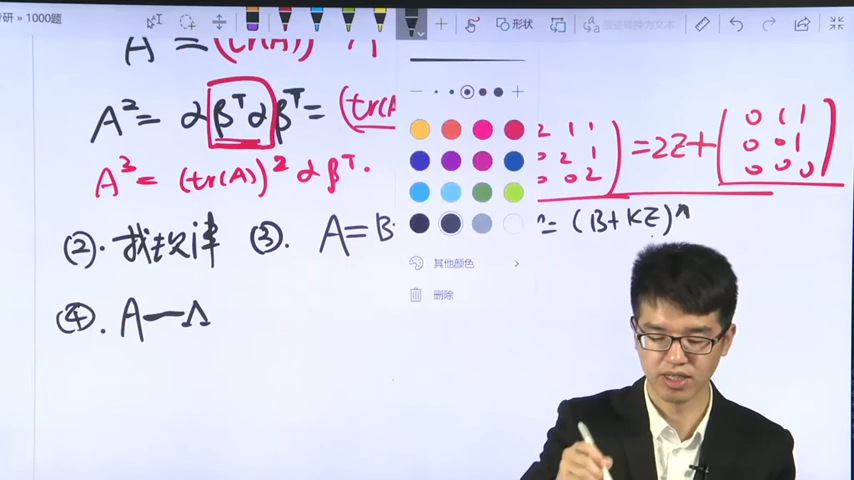 考研 » 1000题
形状
A = (tr(A))
A² = αβᵀαβᵀ = (tr(A
2 1 1
0 2 1
0 0 2
= 2E +
0 1 1
0 0 1
0 0 0
A³ = (tr(A))² αβᵀ.
ⁿ = (B+KE)ⁿ
(2). 找规律 (3). A = B
其他颜色
删除
(4). A — Λ